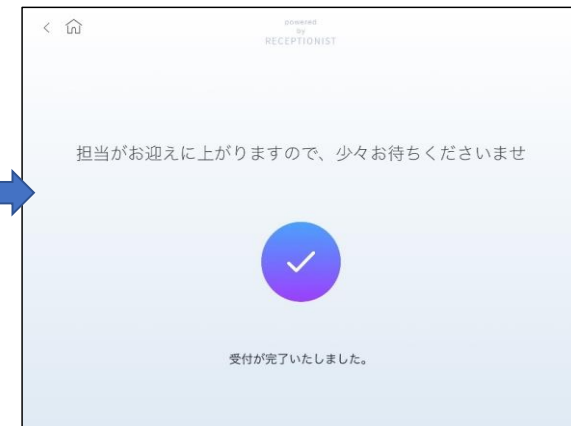 powered
by
RECEPTIONIST
担当がお迎えに上がりますので、少々お待ちくださいませ
受付が完了いたしました。